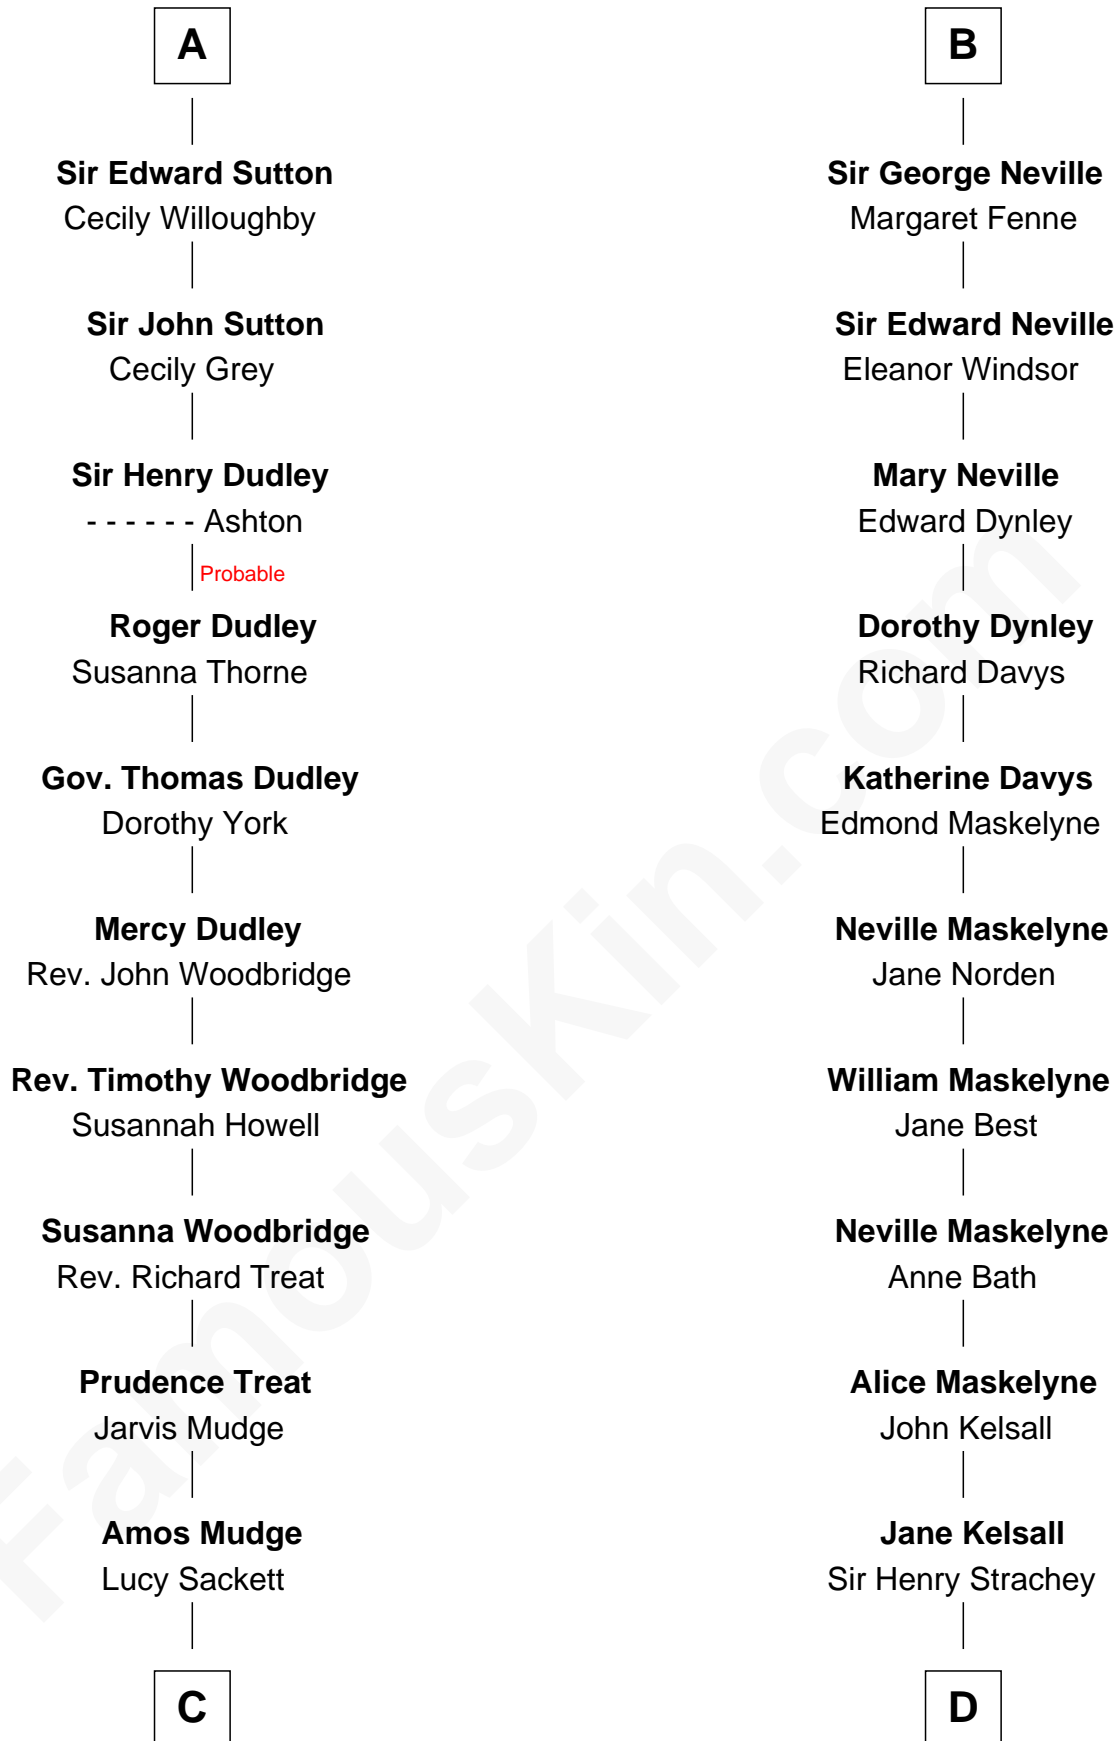 A
Sir Edward Sutton
Cecily Willoughby
Sir John Sutton
Cecily Grey
Sir Henry Dudley
- - - - - - Ashton
Probable
Roger Dudley
Susanna Thorne
Gov. Thomas Dudley
Dorothy York
Mercy Dudley
Rev. John Woodbridge
Rev. Timothy Woodbridge
Susannah Howell
Susanna Woodbridge
Rev. Richard Treat
Prudence Treat
Jarvis Mudge
Amos Mudge
Lucy Sackett
C
B
Sir George Neville
Margaret Fenne
Sir Edward Neville
Eleanor Windsor
Mary Neville
Edward Dynley
Dorothy Dynley
Richard Davys
Katherine Davys
Edmond Maskelyne
Neville Maskelyne
Jane Norden
William Maskelyne
Jane Best
Neville Maskelyne
Anne Bath
Alice Maskelyne
John Kelsall
Jane Kelsall
Sir Henry Strachey
D
FamousKin.com